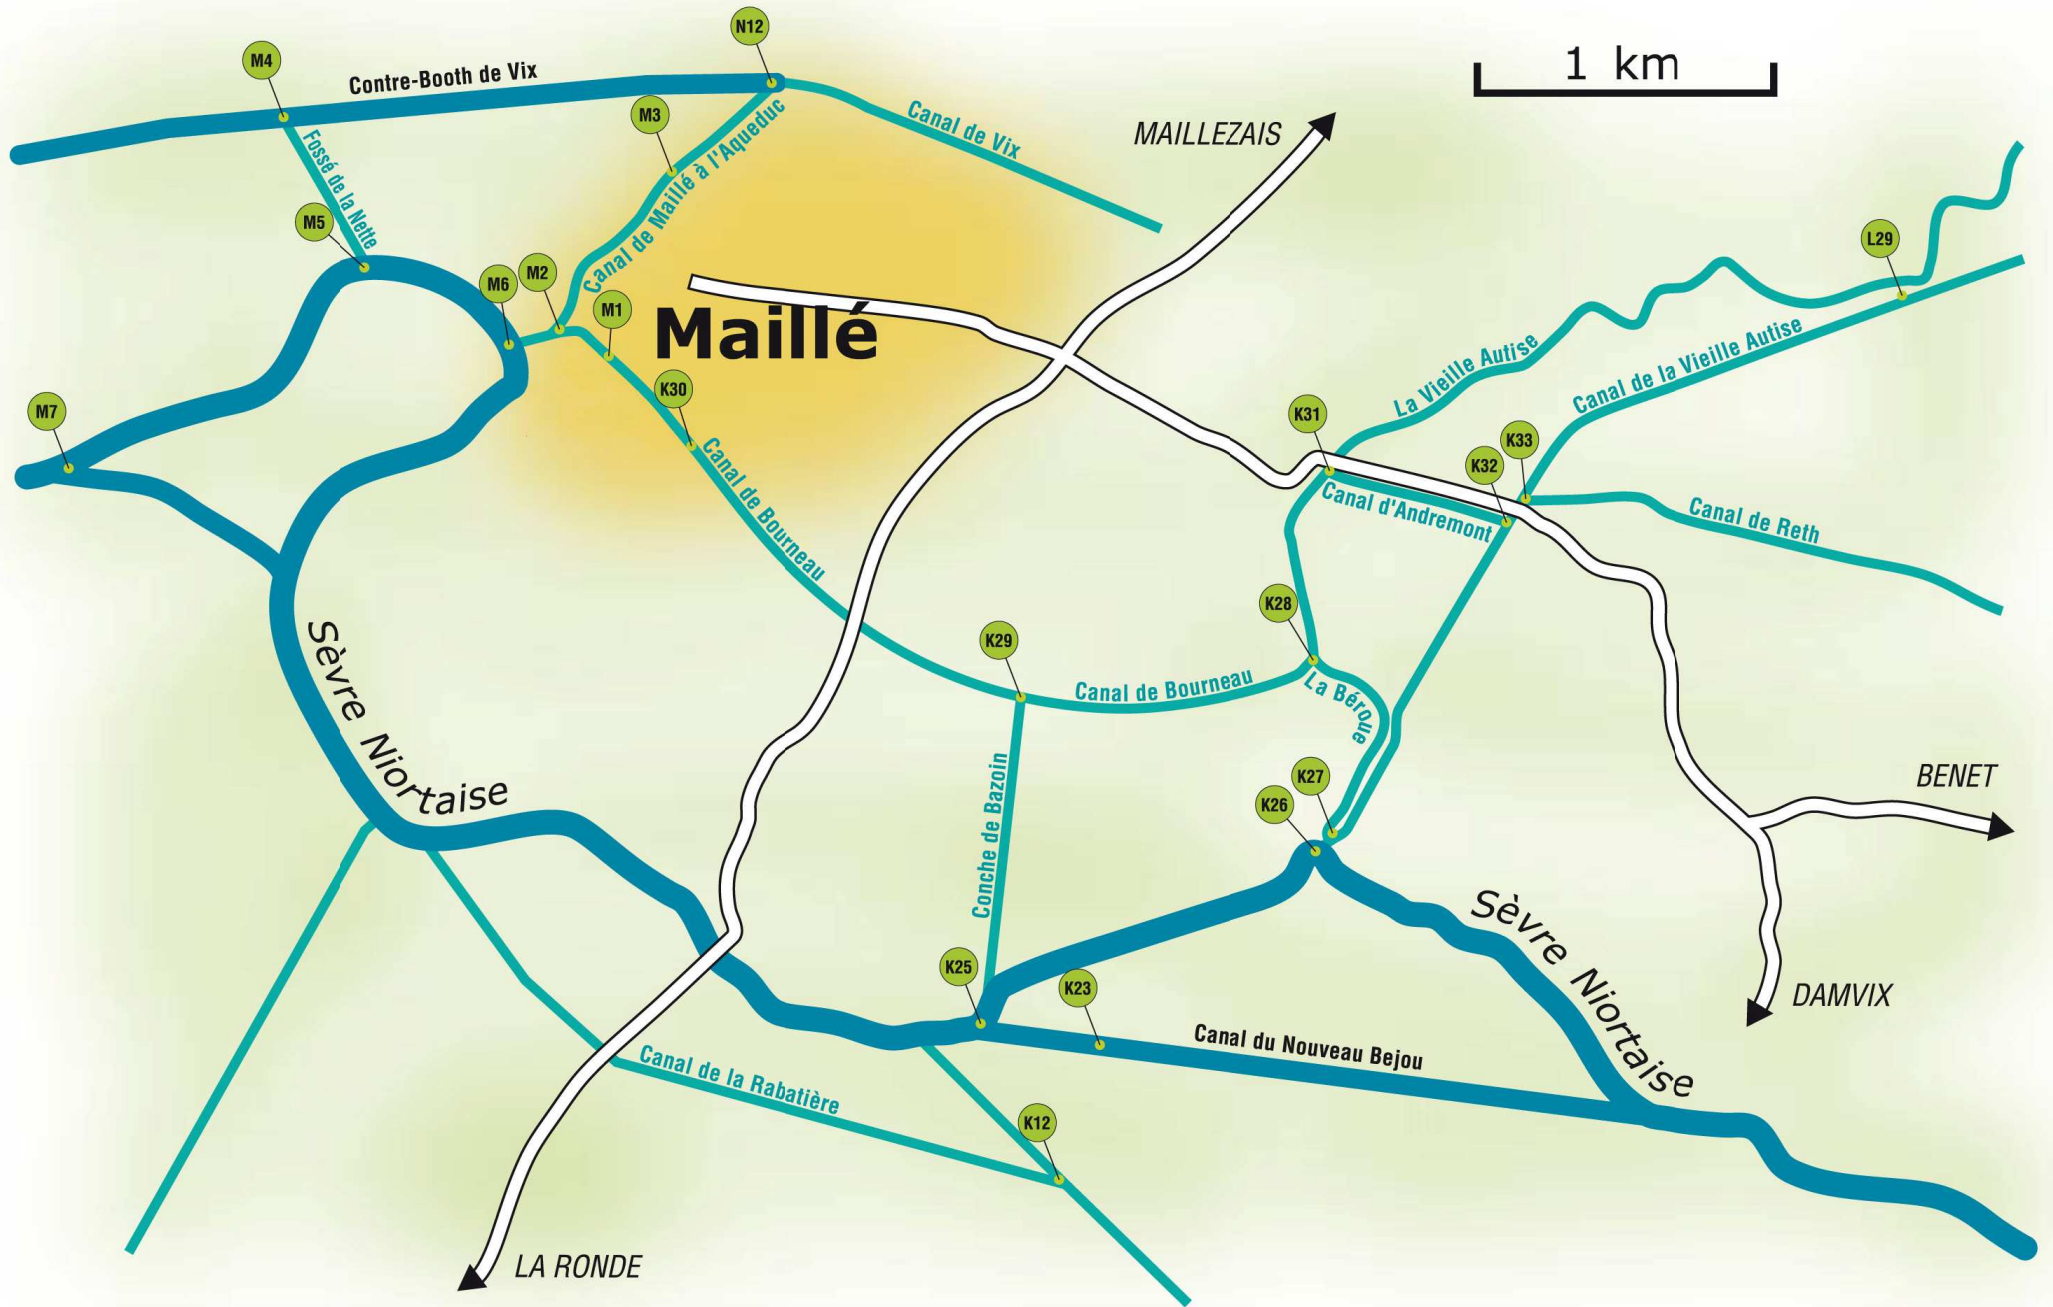 N12
M4
Contre-Booth de Vix
1 km
M3
Canal de Vix
MAILLEZAIS
Fossé de la Nette
Canal de Maillé à l'Aqueduc
M5
L29
M6
M2
M1
Maillé
La Vieille Autise
Canal de la Vieille Autise
K30
M7
K31
K33
K32
Canal de Bourneau
Canal d'Andremont
Canal de Reth
K28
Sèvre Niortaise
K29
Canal de Bourneau
La Béroue
Conche de Bazoin
K27
K26
BENET
Sèvre Niortaise
K25
K23
DAMVIX
Canal du Nouveau Bejou
Canal de la Rabatière
K12
LA RONDE